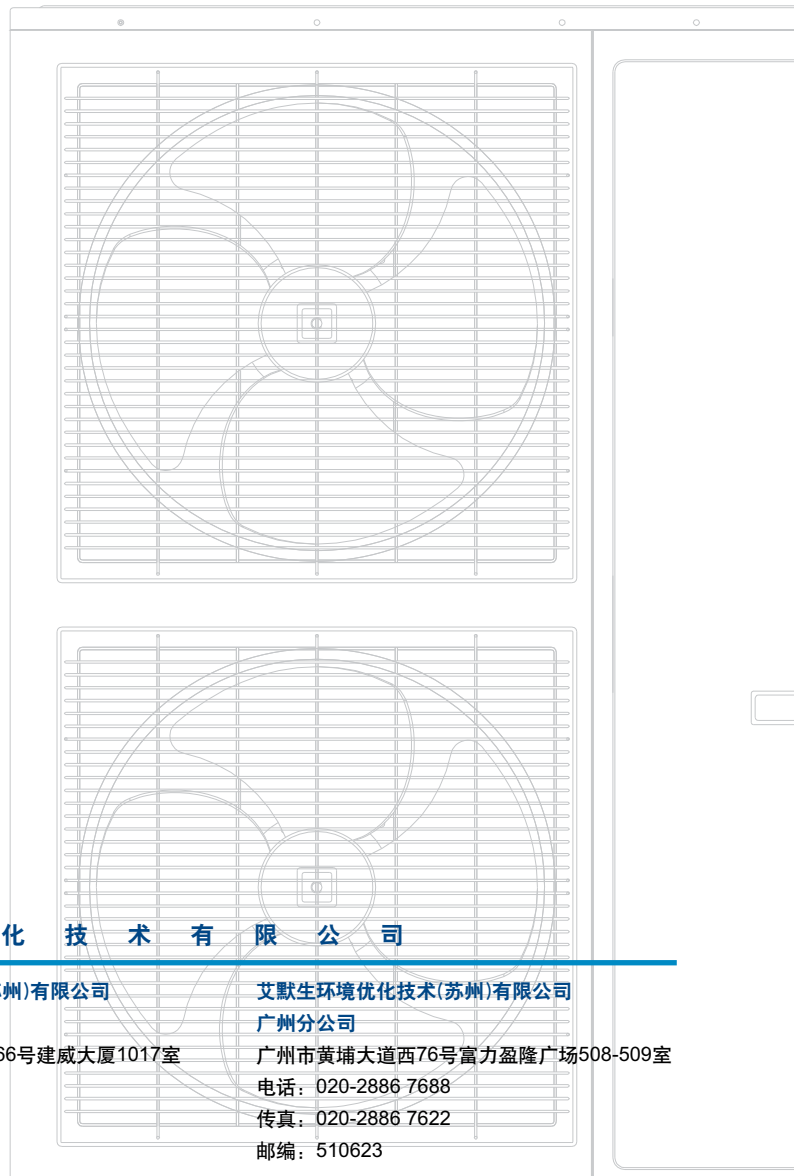 化技术有限公司
州)有限公司
66号建威大厦1017室
艾默生环境优化技术(苏州)有限公司
广州分公司
广州市黄埔大道西76号富力盈隆广场508-509室
电话：020-2886 7688
传真：020-2886 7622
邮编：510623